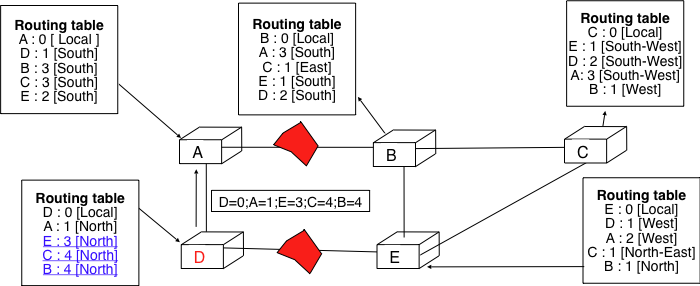 Routing table
A : 0 [ Local ]
D : 1 [South]
B : 3 [South]
C : 3 [South]
E : 2 [South]
Routing table
B : 0 [Local]
A : 3 [South]
C : 1 [East]
E : 1 [South]
D : 2 [South]
Routing table
C : 0 [Local]
E : 1 [South-West]
D : 2 [South-West]
A: 3 [South-West]
B : 1 [West]
A
B
C
Routing table
D : 0 [Local]
A : 1 [North]
E : 3 [North]
C : 4 [North]
B : 4 [North]
D=0;A=1;E=3;C=4;B=4
D
E
Routing table
E : 0 [Local]
D : 1 [West]
A : 2 [West]
C : 1 [North-East]
B : 1 [North]